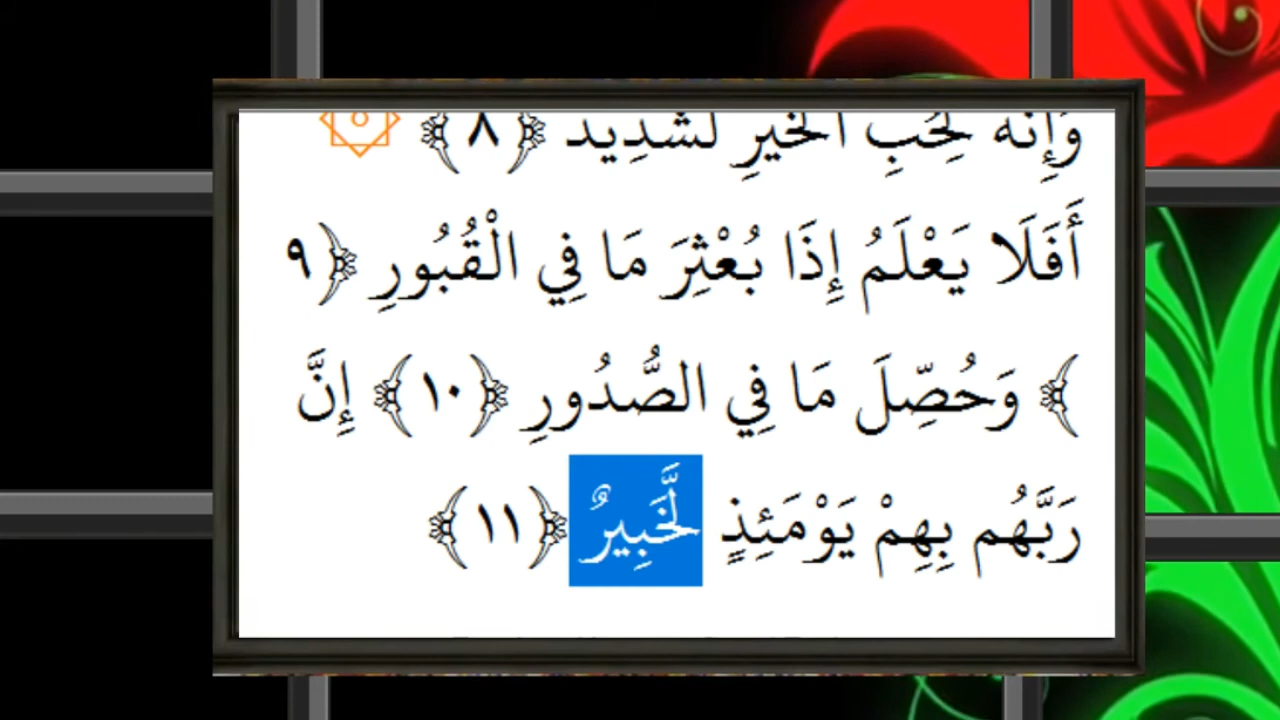 وَإِنَّهُ لِحُبِّ الْخَيْرِ لَشَدِيدٌ ﴿٨﴾ ۞
أَفَلَا يَعْلَمُ إِذَا بُعْثِرَ مَا فِي الْقُبُورِ ﴿٩
﴾ وَحُصِّلَ مَا فِي الصُّدُورِ ﴿١٠﴾ إِنَّ
رَبَّهُم بِهِمْ يَوْمَئِذٍ لَّخَبِيرٌ ﴿١١﴾